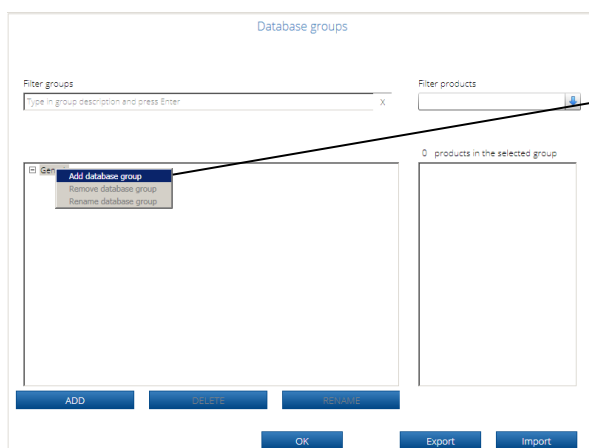 Database groups
Filter groups
Filter products
Type in group description and press Enter X
0 products in the selected group
Add database group
Remove database group
Rename database group
ADD DELETE RENAME
OK Export Import